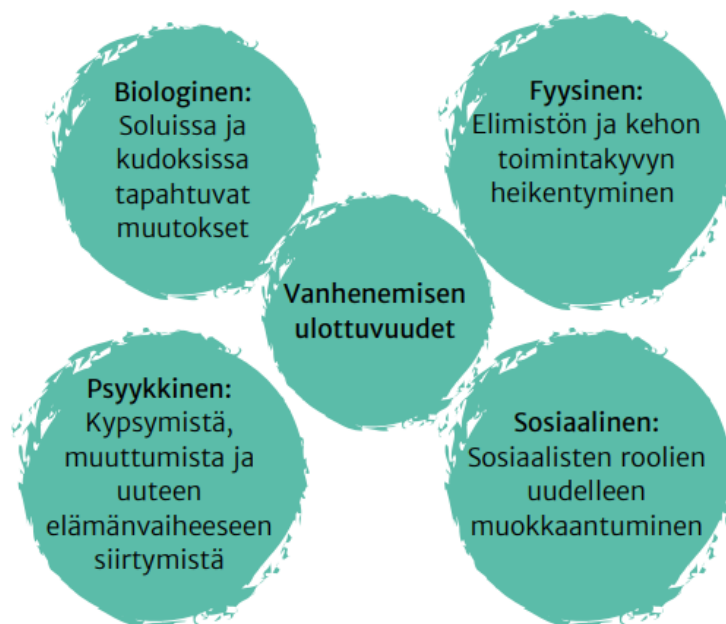 Biologinen:
Soluissa ja
kudoksissa
tapahtuvat
muutokset
Fyysinen:
Elimistön ja kehon
toimintakyvyn
heikentyminen
Vanhenemisen
ulottuvuudet
Psyykkinen:
Kypsymistä,
muuttumista ja
uuteen
elämänvaiheeseen
siirtymistä
Sosiaalinen:
Sosiaalisten roolien
uudelleen
muokkaantuminen